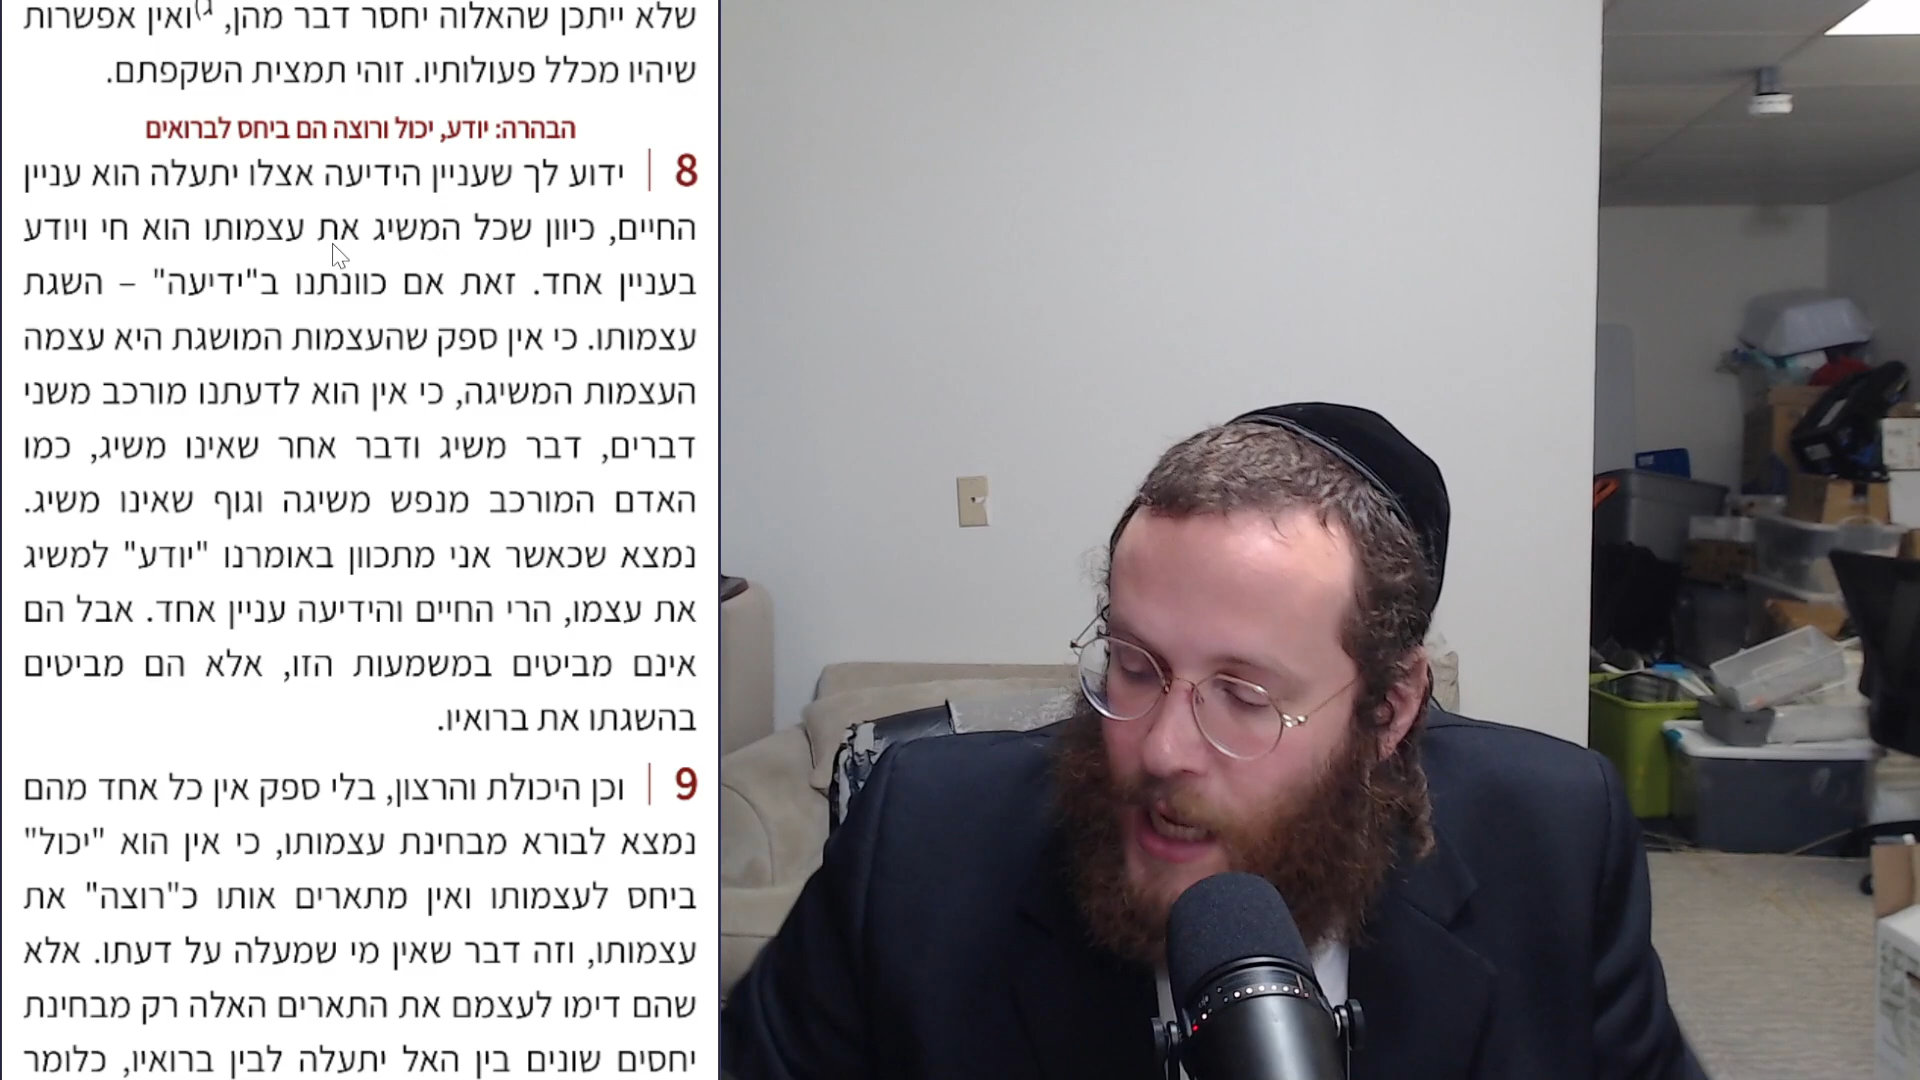 שלא ייתכן שהאלוה יחסר דבר מהן, ג)ואין אפשרות
שיהיו מכלל פעולותיו. זוהי תמצית השקפתם.
הבהרה: יודע, יכול ורוצה הם ביחס לברואים
8 | ידוע לך שעניין הידיעה אצלו יתעלה הוא עניין
החיים, כיוון שכל המשיג את עצמותו הוא חי ויודע
בעניין אחד. זאת אם כוונתנו ב"ידיעה" – השגת
עצמותו. כי אין ספק שהעצמות המושגת היא עצמה
העצמות המשיגה, כי אין הוא לדעתנו מורכב משני
דברים, דבר משיג ודבר אחר שאינו משיג, כמו
האדם המורכב מנפש משיגה וגוף שאינו משיג.
נמצא שכאשר אני מתכוון באומרנו "יודע" למשיג
את עצמו, הרי החיים והידיעה עניין אחד. אבל הם
אינם מביטים במשמעות הזו, אלא הם מביטים
בהשגתו את ברואיו.
9 | וכן היכולת והרצון, בלי ספק אין כל אחד מהם
נמצא לבורא מבחינת עצמותו, כי אין הוא "יכול"
ביחס לעצמותו ואין מתארים אותו כ"רוצה" את
עצמותו, וזה דבר שאין מי שמעלה על דעתו. אלא
שהם דימו לעצמם את התארים האלה רק מבחינת
יחסים שונים בין האל יתעלה לבין ברואיו, כלומר